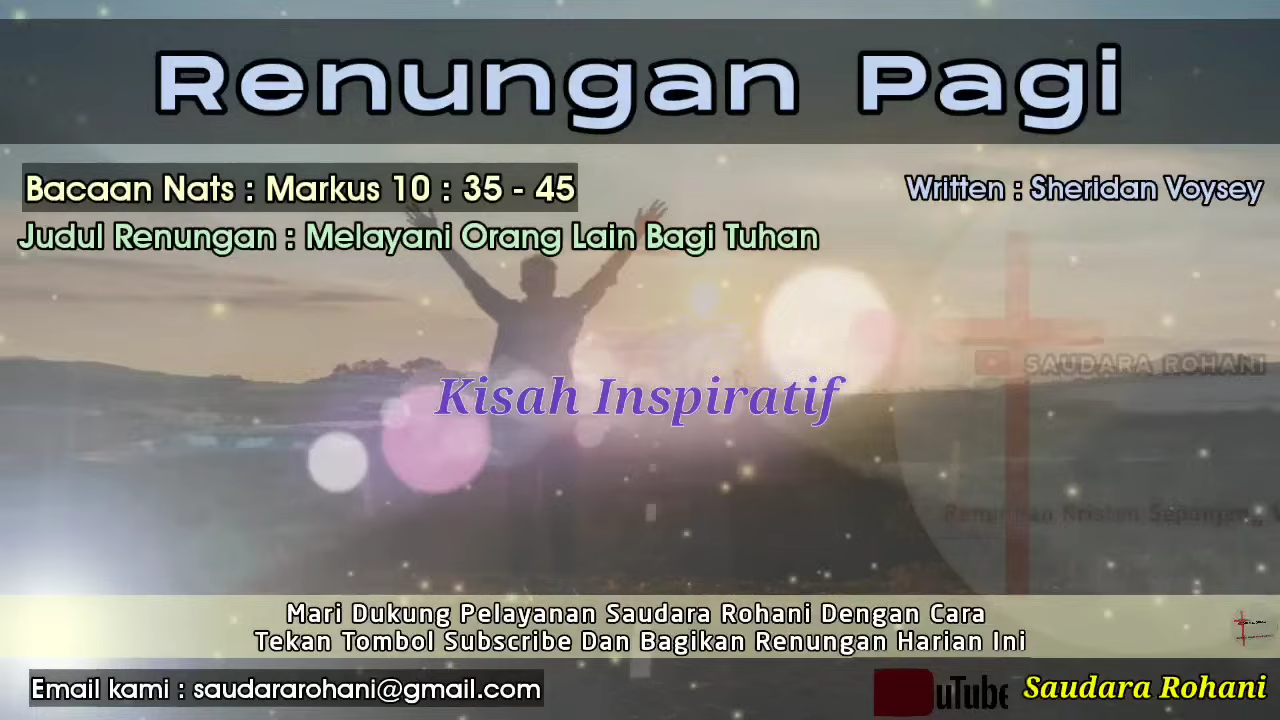 Renungan Pagi
Bacaan Nats : Markus 10 : 35 - 45
Written : Sheridan Voysey
Judul Renungan : Melayani Orang Lain Bagi Tuhan
SAUDARA ROHANI
Kisah Inspiratif
Kristen
Mari Dukung Pelayanan Saudara Rohani Dengan Cara
Tekan Tombol Subscribe Dan Bagikan Renungan Harian Ini
Email kami : saudararohani@gmail.com
uTube
Saudara Rohani